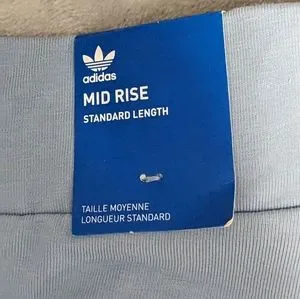 adidas
MID RISE
STANDARD LENGTH
TAILLE MOYENNE
LONGUEUR STANDARD